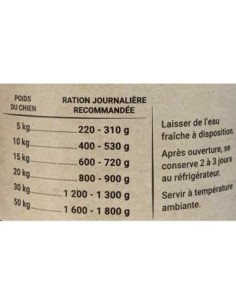 POIDS
DU CHIEN
RATION JOURNALIÈRE
RECOMMANDÉE
5 kg 220 - 310 g
10 kg 400 - 530 g
15 kg 600 - 720 g
20 kg 800 - 900 g
30 kg 1 200 - 1 300 g
50 kg 1 600 - 1 800 g
Laisser de l'eau
fraîche à disposition.
Après ouverture, se
conserve 2 à 3 jours
au réfrigérateur.
Servir à température
ambiante.